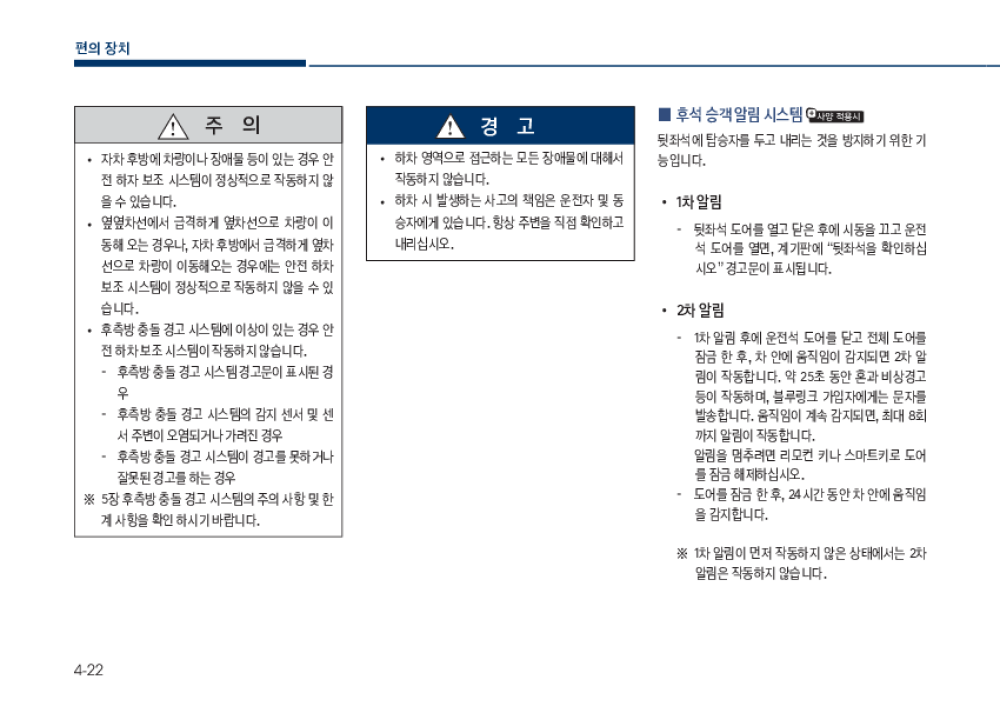 편의 장치
주 의
• 자차 후방에 차량이나 장애물 등이 있는 경우 안
전 하차 보조 시스템이 정상적으로 작동하지 않
을 수 있습니다.
• 옆옆차선에서 급격하게 옆차선으로 차량이 이
동해 오는 경우나, 자차 후방에서 급격하게 옆차
선으로 차량이 이동해오는 경우에는 안전 하차
보조 시스템이 정상적으로 작동하지 않을 수 있
습니다.
• 후측방 충돌 경고 시스템에 이상이 있는 경우 안
전 하차 보조 시스템이 작동하지 않습니다.
- 후측방 충돌 경고 시스템 경고문이 표시된 경
우
- 후측방 충돌 경고 시스템의 감지 센서 및 센
서 주변이 오염되거나 가려진 경우
- 후측방 충돌 경고 시스템이 경고를 못하거나
잘못된 경고를 하는 경우
※ 5장 후측방 충돌 경고 시스템의 주의 사항 및 한
계 사항을 확인 하시기 바랍니다.
경 고
• 하차 영역으로 접근하는 모든 장애물에 대해서
작동하지 않습니다.
• 하차 시 발생하는 사고의 책임은 운전자 및 동
승자에게 있습니다. 항상 주변을 직접 확인하고
내리십시오.
■ 후석 승객 알림 시스템 사양 적용시
뒷좌석에 탑승자를 두고 내리는 것을 방지하기 위한 기
능입니다.
• 1차 알림
- 뒷좌석 도어를 열고 닫은 후에 시동을 끄고 운전
석 도어를 열면, 계기판에 “뒷좌석을 확인하십
시오” 경고문이 표시됩니다.
• 2차 알림
- 1차 알림 후에 운전석 도어를 닫고 전체 도어를
잠금 한 후, 차 안에 움직임이 감지되면 2차 알
림이 작동합니다. 약 25초 동안 혼과 비상경고
등이 작동하며, 블루링크 가입자에게는 문자를
발송합니다. 움직임이 계속 감지되면, 최대 8회
까지 알림이 작동합니다.
알림을 멈추려면 리모컨 키나 스마트키로 도어
를 잠금 해제하십시오.
- 도어를 잠금 한 후, 24시간 동안 차 안에 움직임
을 감지합니다.
※ 1차 알림이 먼저 작동하지 않은 상태에서는 2차
알림은 작동하지 않습니다.
4-22